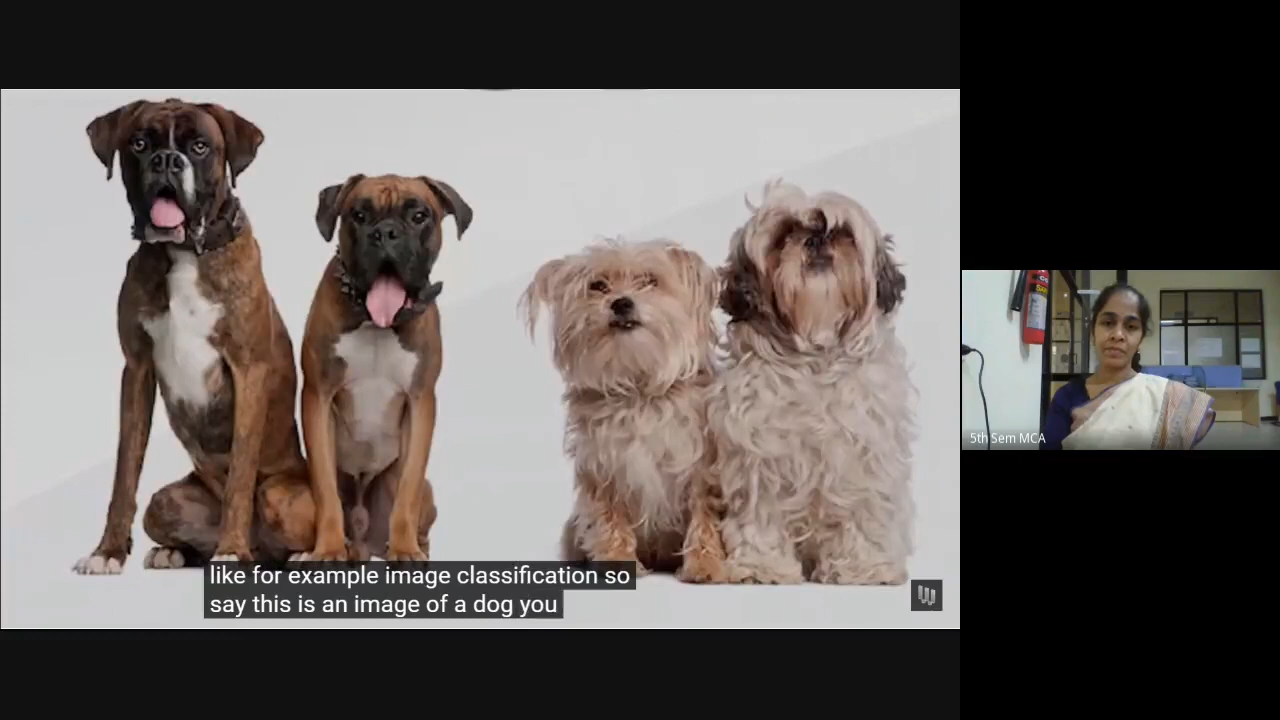 like for example image classification so
say this is an image of a dog you
5th Sem MCA